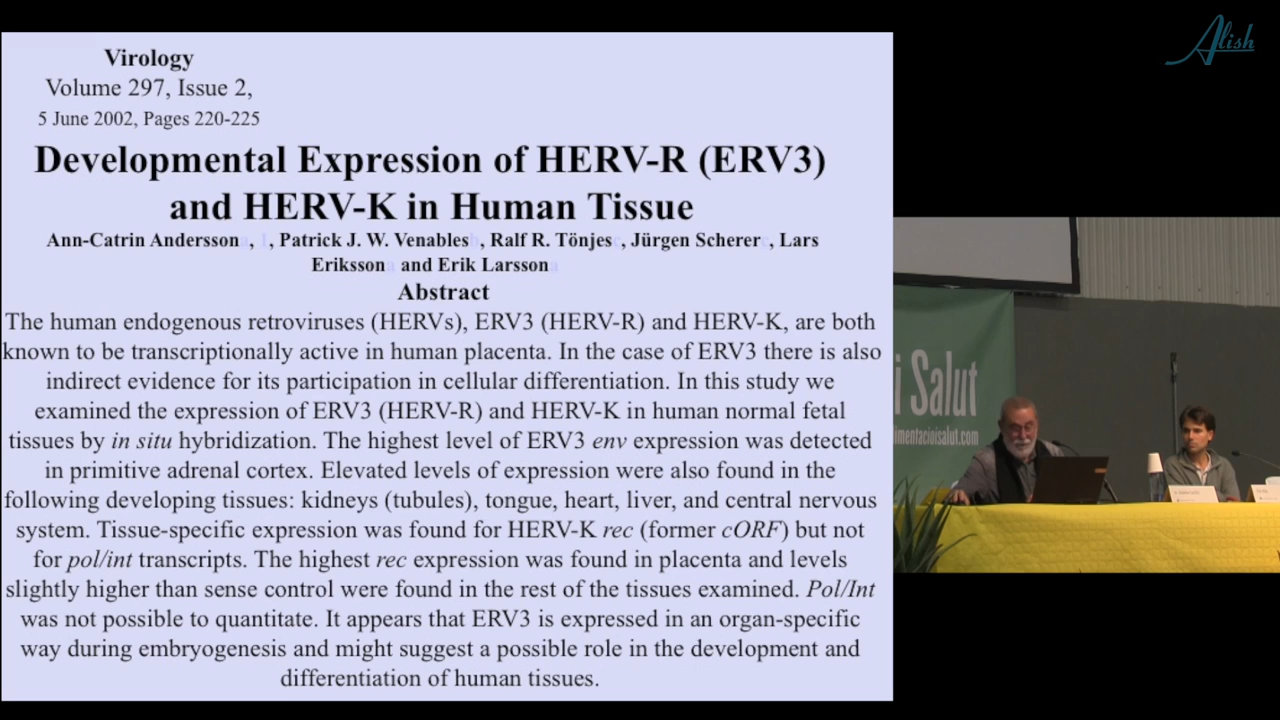 Virology
Volume 297, Issue 2,
5 June 2002, Pages 220-225
Developmental Expression of HERV-R (ERV3)
and HERV-K in Human Tissue
Ann-Catrin Andersson, , Patrick J. W. Venables, Ralf R. Tönjes, Jürgen Scherer, Lars
Eriksson and Erik Larsson
Abstract
The human endogenous retroviruses (HERVs), ERV3 (HERV-R) and HERV-K, are both
known to be transcriptionally active in human placenta. In the case of ERV3 there is also
indirect evidence for its participation in cellular differentiation. In this study we
examined the expression of ERV3 (HERV-R) and HERV-K in human normal fetal
tissues by in situ hybridization. The highest level of ERV3 env expression was detected
in primitive adrenal cortex. Elevated levels of expression were also found in the
following developing tissues: kidneys (tubules), tongue, heart, liver, and central nervous
system. Tissue-specific expression was found for HERV-K rec (former cORF) but not
for pol/int transcripts. The highest rec expression was found in placenta and levels
slightly higher than sense control were found in the rest of the tissues examined. Pol/Int
was not possible to quantitate. It appears that ERV3 is expressed in an organ-specific
way during embryogenesis and might suggest a possible role in the development and
differentiation of human tissues.
Alish
i Salut
imentacioisalut.com